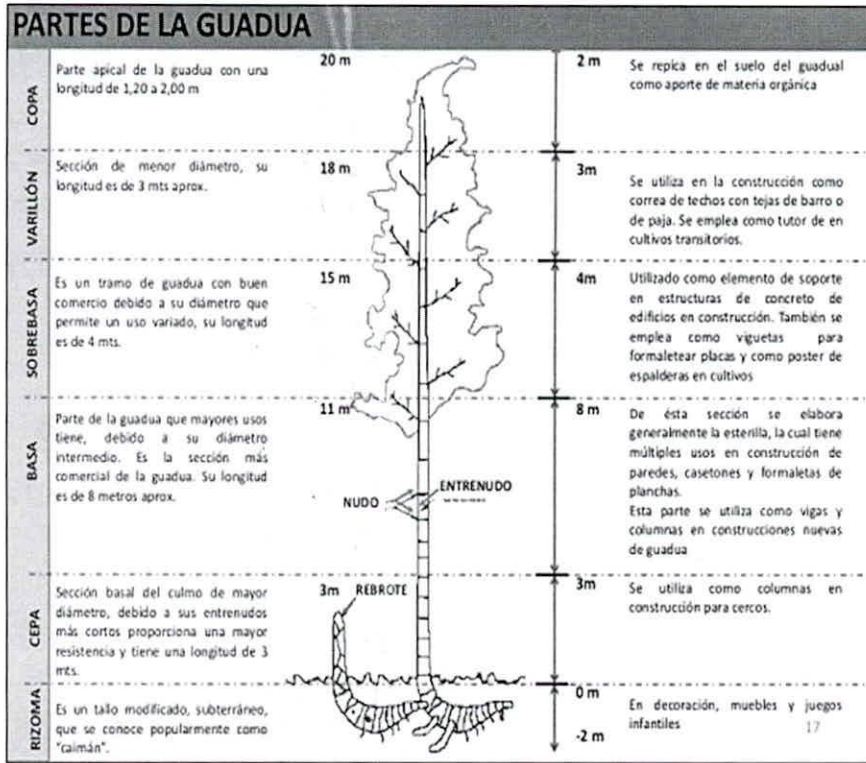 PARTES DE LA GUADUA
COPA
Parte apical de la guadua con una
longitud de 1,20 a 2,00 m
20 m
2 m
Se repica en el suelo del guadual
como aporte de materia orgánica
VARILLÓN
Sección de menor diámetro, su
longitud es de 3 mts aprox.
18 m
3m
Se utiliza en la construcción como
correa de techos con tejas de barro o
de paja. Se emplea como tutor de en
cultivos transitorios.
SOBREBASA
Es un tramo de guadua con buen
comercio debido a su diámetro que
permite un uso variado, su longitud
es de 4 mts.
15 m
4m
Utilizado como elemento de soporte
en estructuras de concreto de
edificios en construcción. También se
emplea como viguetas para
formaletear placas y como poster de
espalderas en cultivos
BASA
Parte de la guadua que mayores usos
tiene, debido a su diámetro
intermedio. Es la sección más
comercial de la guadua. Su longitud
es de 8 metros aprox.
11 m
NUDO
ENTRENUDO
8 m
De ésta sección se elabora
generalmente la esterilla, la cual tiene
múltiples usos en construcción de
paredes, casetones y formaletas de
planchas.
Esta parte se utiliza como vigas y
columnas en construcciones nuevas
de guadua
CEPA
Sección basal del culmo de mayor
diámetro, debido a sus entrenudos
más cortos proporciona una mayor
resistencia y tiene una longitud de 3
mts.
3m
REBROTE
3m
Se utiliza como columnas en
construcción para cercos.
RIZOMA
Es un tallo modificado, subterráneo,
que se conoce popularmente como
"caimán".
0 m
-2 m
En decoración, muebles y juegos
infantiles
17